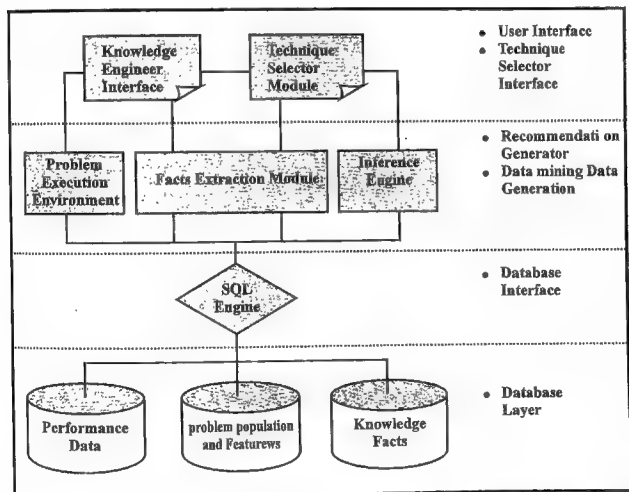 Knowledge
Engineer
Interface
Technique
Selector
Module
• User Interface
• Technique
Selector
Interface
Problem
Execution
Environment
Facts Extraction Module
Inference
Engine
• Recommendati on
Generator
• Data mining Data
Generation
SQL
Engine
• Database
Interface
Performance
Data
problem population
and Featurews
Knowledge
Facts
• Database
Layer